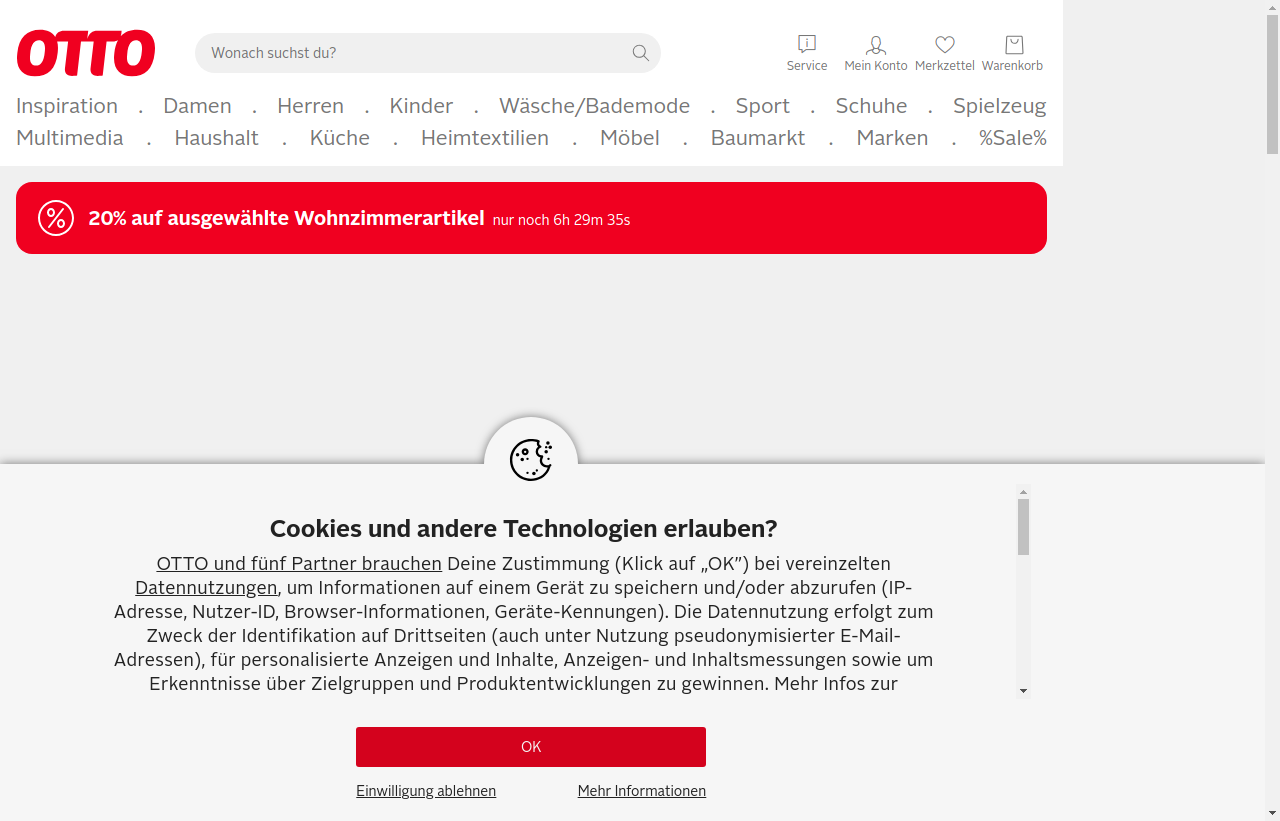 OTTO
Wonach suchst du?
Service
Mein Konto
Merkzettel
Warenkorb
Inspiration . Damen . Herren . Kinder . Wäsche/Bademode . Sport . Schuhe . Spielzeug
Multimedia . Haushalt . Küche . Heimtextilien . Möbel . Baumarkt . Marken . %Sale%
20% auf ausgewählte Wohnzimmerartikel nur noch 6h 29m 35s
Cookies und andere Technologien erlauben?
OTTO und fünf Partner brauchen Deine Zustimmung (Klick auf „OK”) bei vereinzelten
Datennutzungen, um Informationen auf einem Gerät zu speichern und/oder abzurufen (IP-
Adresse, Nutzer-ID, Browser-Informationen, Geräte-Kennungen). Die Datennutzung erfolgt zum
Zweck der Identifikation auf Drittseiten (auch unter Nutzung pseudonymisierter E-Mail-
Adressen), für personalisierte Anzeigen und Inhalte, Anzeigen- und Inhaltsmessungen sowie um
Erkenntnisse über Zielgruppen und Produktentwicklungen zu gewinnen. Mehr Infos zur
OK
Einwilligung ablehnen
Mehr Informationen